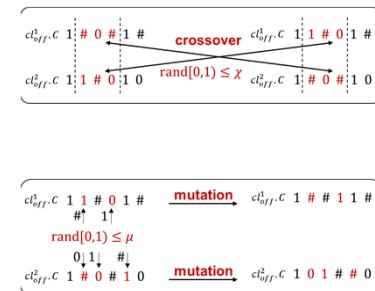 cl¹off.C 1 # 0 # 1 # crossover cl¹off.C 1 1 # 0 1 #
cl²off.C 1 1 # 0 1 0 rand[0,1) ≤ χ cl²off.C 1 # 0 # 1 0
cl¹off.C 1 1 # 0 1 # mutation cl¹off.C 1 # # 1 1 #
# 1
rand[0,1) ≤ μ
0 1 #
cl²off.C 1 # 0 # 1 0 mutation cl²off.C 1 0 1 # # 0